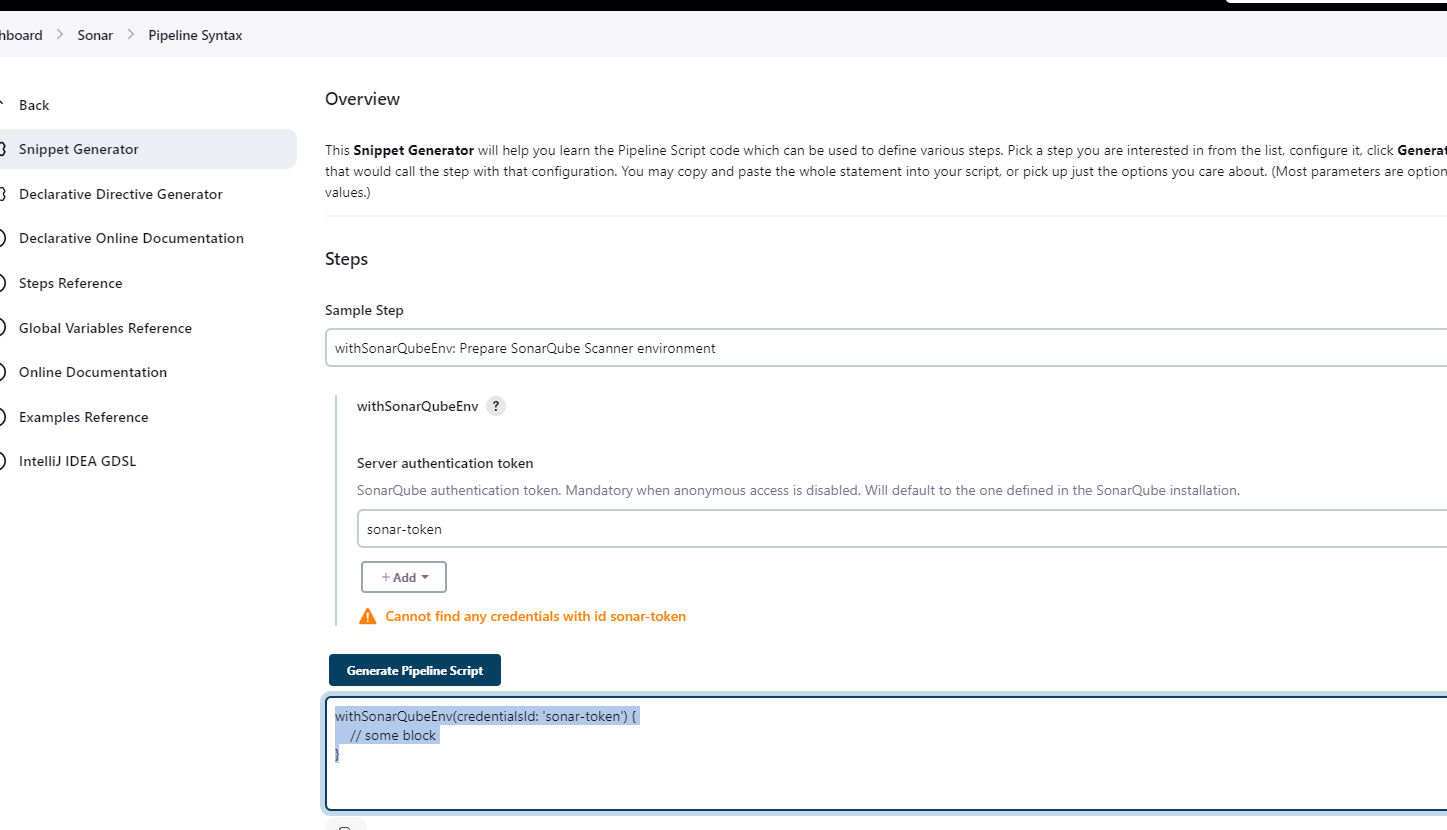 Sonar
Pipeline Syntax
Back
Snippet Generator
Declarative Directive Generator
Declarative Online Documentation
Steps Reference
Global Variables Reference
Online Documentation
Examples Reference
IntelliJ IDEA GDSL
Overview
This Snippet Generator will help you learn the Pipeline Script code which can be used to define various steps. Pick a step you are interested in from the list, configure it, click
that would call the step with that configuration. You may copy and paste the whole statement into your script, or pick up just the options you care about. (Most parameters are
values.)
Steps
Sample Step
withSonarQubeEnv: Prepare SonarQube Scanner environment
withSonarQubeEnv ?
Server authentication token
SonarQube authentication token. Mandatory when anonymous access is disabled. Will default to the one defined in the SonarQube installation.
sonar-token
+ Add
Cannot find any credentials with id sonar-token
Generate Pipeline Script
withSonarQubeEnv(credentialsId: 'sonar-token') {
// some block
}